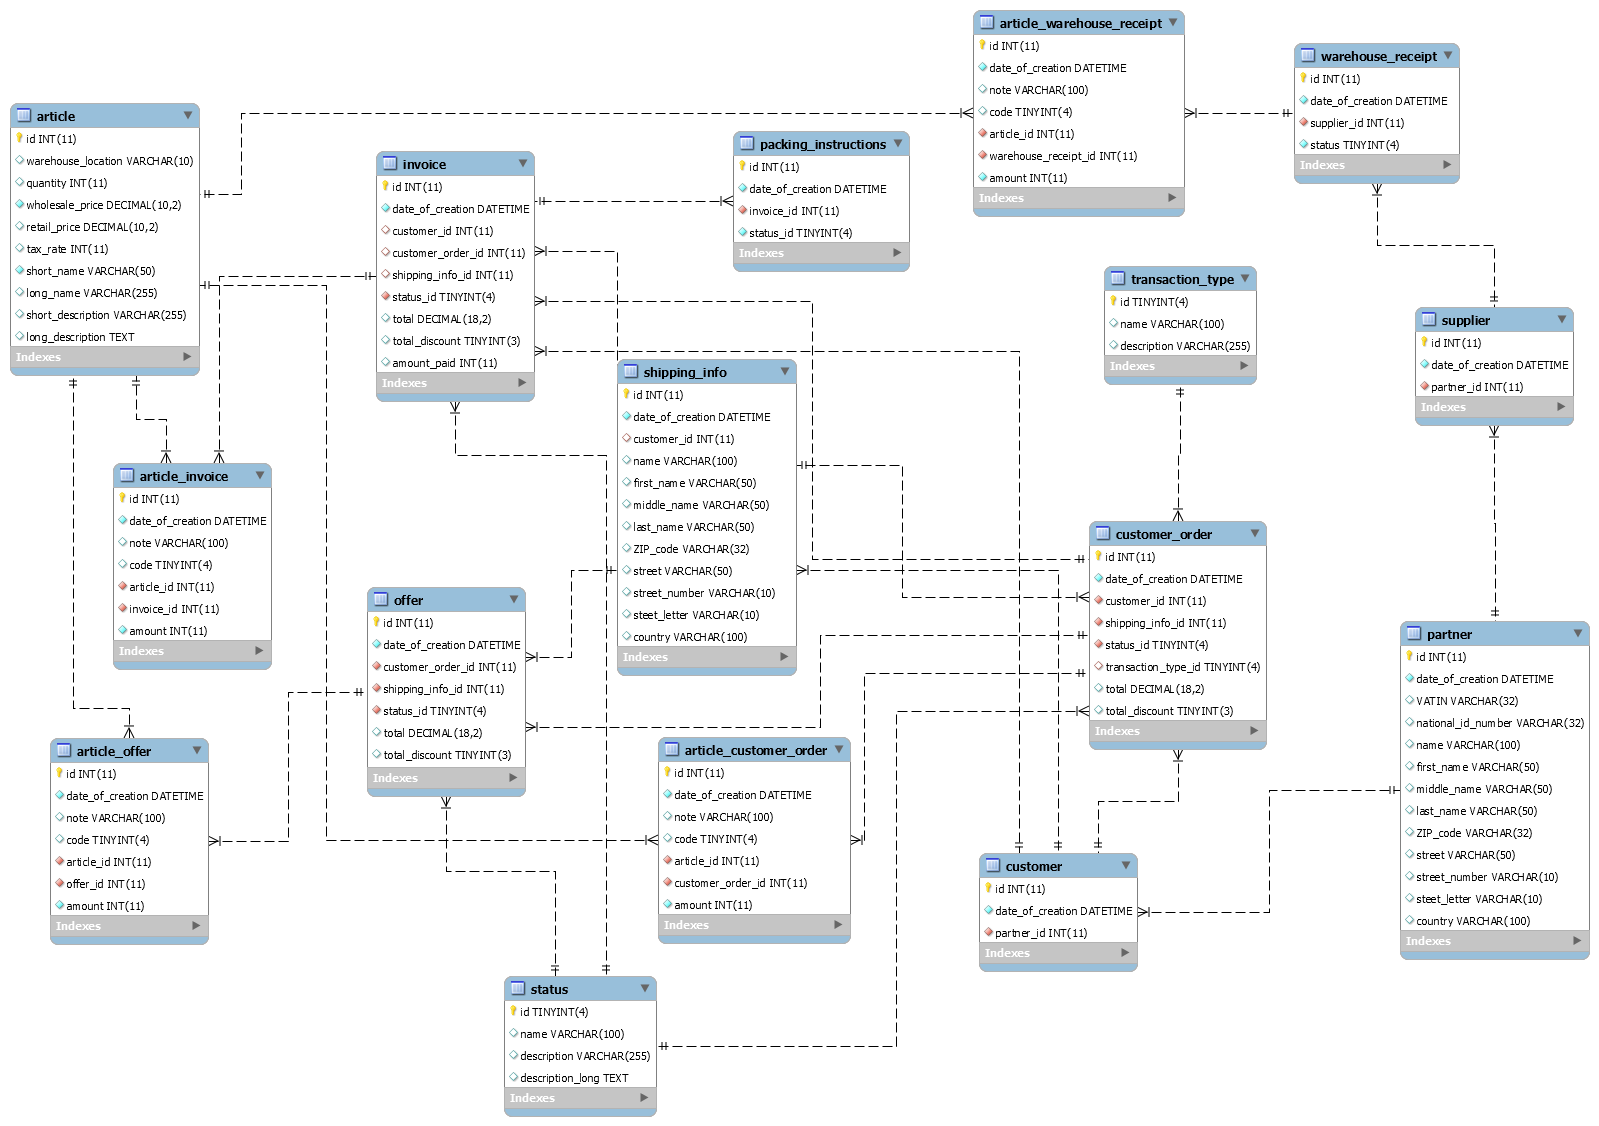 article_warehouse_receipt
id INT(11)
date_of_creation DATETIME
note VARCHAR(100)
code TINYINT(4)
article_id INT(11)
warehouse_receipt_id INT(11)
amount INT(11)
Indexes
warehouse_receipt
id INT(11)
date_of_creation DATETIME
supplier_id INT(11)
status TINYINT(4)
Indexes
article
id INT(11)
warehouse_location VARCHAR(10)
quantity INT(11)
wholesale_price DECIMAL(10,2)
retail_price DECIMAL(10,2)
tax_rate INT(11)
short_name VARCHAR(50)
long_name VARCHAR(255)
short_description VARCHAR(255)
long_description TEXT
Indexes
invoice
id INT(11)
date_of_creation DATETIME
customer_id INT(11)
customer_order_id INT(11)
shipping_info_id INT(11)
status_id TINYINT(4)
total DECIMAL(18,2)
total_discount TINYINT(3)
amount_paid INT(11)
Indexes
packing_instructions
id INT(11)
date_of_creation DATETIME
invoice_id INT(11)
status_id TINYINT(4)
Indexes
transaction_type
id TINYINT(4)
name VARCHAR(100)
description VARCHAR(255)
Indexes
supplier
id INT(11)
date_of_creation DATETIME
partner_id INT(11)
Indexes
shipping_info
id INT(11)
date_of_creation DATETIME
customer_id INT(11)
name VARCHAR(100)
first_name VARCHAR(50)
middle_name VARCHAR(50)
last_name VARCHAR(50)
ZIP_code VARCHAR(32)
street VARCHAR(50)
street_number VARCHAR(10)
steet_letter VARCHAR(10)
country VARCHAR(100)
Indexes
article_invoice
id INT(11)
date_of_creation DATETIME
note VARCHAR(100)
code TINYINT(4)
article_id INT(11)
invoice_id INT(11)
amount INT(11)
Indexes
customer_order
id INT(11)
date_of_creation DATETIME
customer_id INT(11)
shipping_info_id INT(11)
status_id TINYINT(4)
transaction_type_id TINYINT(4)
total DECIMAL(18,2)
total_discount TINYINT(3)
Indexes
offer
id INT(11)
date_of_creation DATETIME
customer_order_id INT(11)
shipping_info_id INT(11)
status_id TINYINT(4)
total DECIMAL(18,2)
total_discount TINYINT(3)
Indexes
partner
id INT(11)
date_of_creation DATETIME
VATIN VARCHAR(32)
national_id_number VARCHAR(32)
name VARCHAR(100)
first_name VARCHAR(50)
middle_name VARCHAR(50)
last_name VARCHAR(50)
ZIP_code VARCHAR(32)
street VARCHAR(50)
street_number VARCHAR(10)
steet_letter VARCHAR(10)
country VARCHAR(100)
Indexes
article_offer
id INT(11)
date_of_creation DATETIME
note VARCHAR(100)
code TINYINT(4)
article_id INT(11)
offer_id INT(11)
amount INT(11)
Indexes
article_customer_order
id INT(11)
date_of_creation DATETIME
note VARCHAR(100)
code TINYINT(4)
article_id INT(11)
customer_order_id INT(11)
amount INT(11)
Indexes
customer
id INT(11)
date_of_creation DATETIME
partner_id INT(11)
Indexes
status
id TINYINT(4)
name VARCHAR(100)
description VARCHAR(255)
description_long TEXT
Indexes